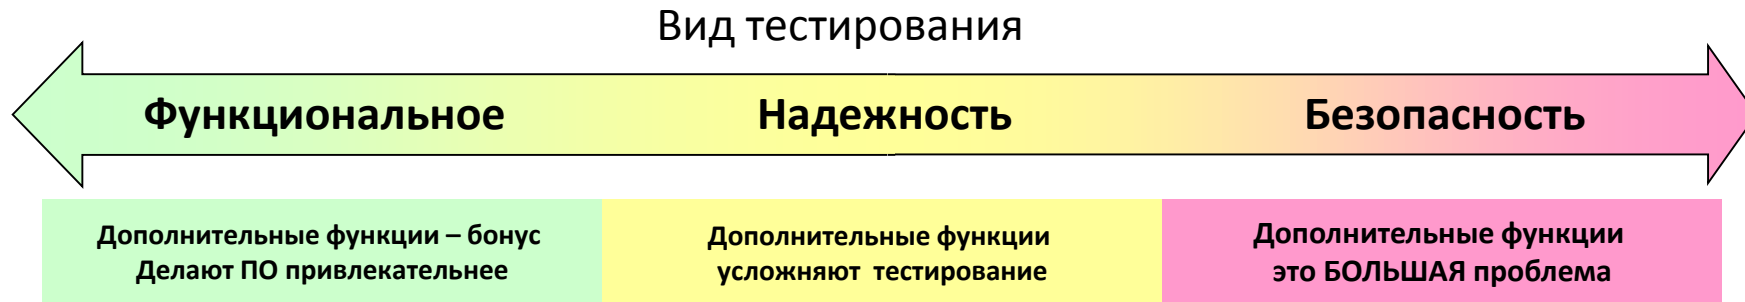 Вид тестирования
Функциональное
Надежность
Безопасность
Дополнительные функции – бонус
Делают ПО привлекательнее
Дополнительные функции
усложняют тестирование
Дополнительные функции
это БОЛЬШАЯ проблема